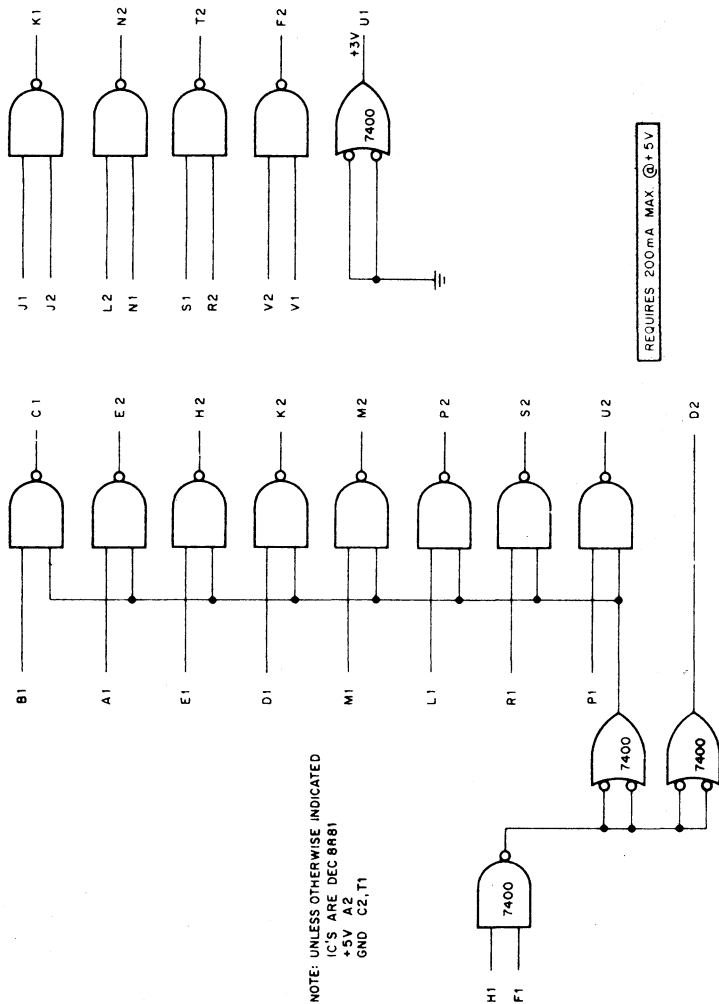 J1
J2
K1
L2
N1
N2
S1
R2
T2
V2
V1
F2
7400
+3V
U1
REQUIRES 200mA MAX. @+5V
B1
C1
A1
E2
E1
H2
D1
K2
M1
M2
L1
P2
R1
S2
P1
U2
D2
NOTE: UNLESS OTHERWISE INDICATED
IC'S ARE DEC 8881
+5V A2
GND C2,T1
H1
F1
7400
7400
7400